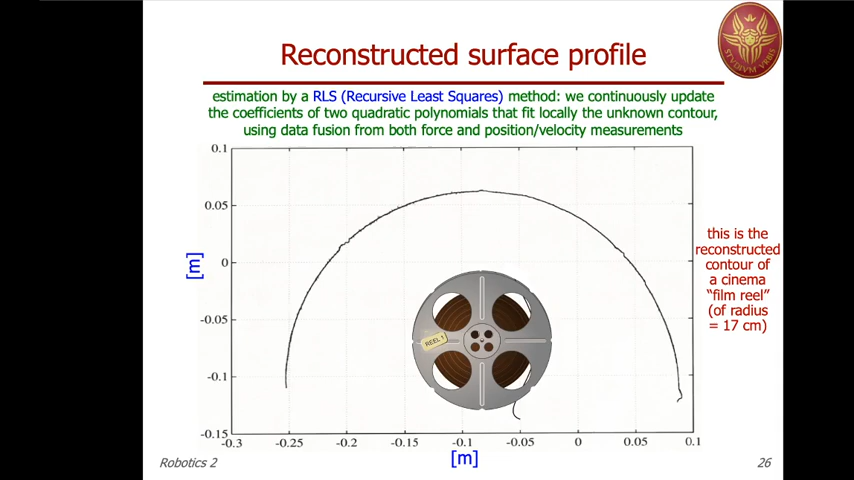 Reconstructed surface profile
STVDIVM VRBIS
estimation by a RLS (Recursive Least Squares) method: we continuously update
the coefficients of two quadratic polynomials that fit locally the unknown contour,
using data fusion from both force and position/velocity measurements
0.1
0.05
0
-0.05
-0.1
-0.15
[m]
-0.3 -0.25 -0.2 -0.15 -0.1 -0.05 0 0.05 0.1
[m]
REEL 1
this is the
reconstructed
contour of
a cinema
“film reel”
(of radius
= 17 cm)
Robotics 2
26